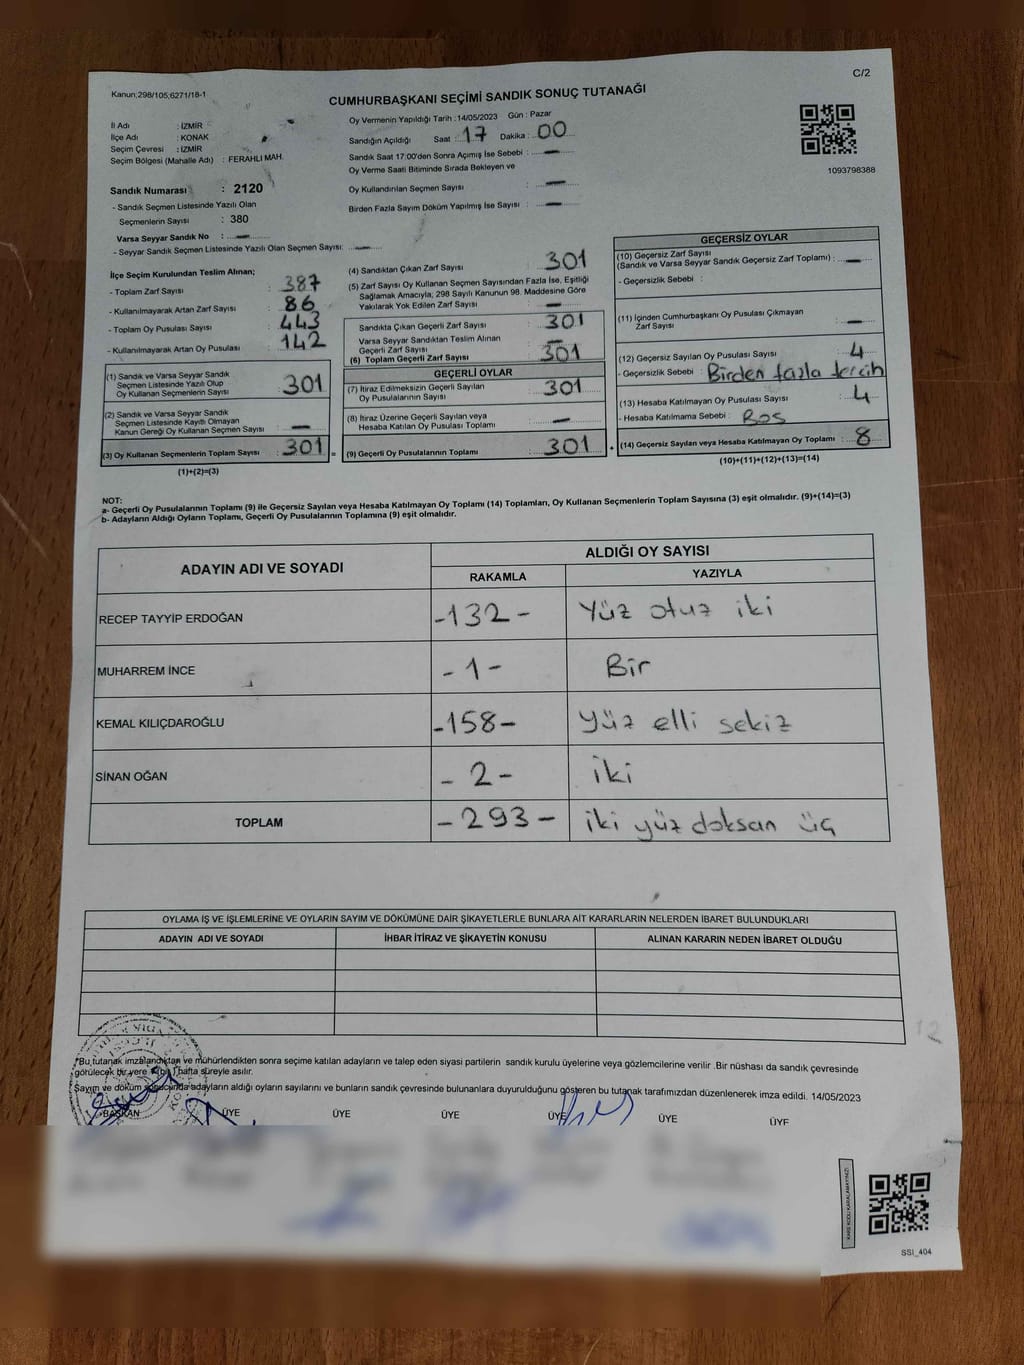 C/2
Kanun;298/105;6271/18-1
CUMHURBAŞKANI SEÇİMİ SANDIK SONUÇ TUTANAĞI
İl Adı : İZMİR
İlçe Adı : KONAK
Seçim Çevresi : İZMİR
Seçim Bölgesi (Mahalle Adı) : FERAHLI MAH.
Oy Vermenin Yapıldığı Tarih :14/05/2023 Gün : Pazar
Sandığın Açıldığı Saat : 17 Dakika : 00
Sandık Saat 17:00'den Sonra Açımış İse Sebebi : —
Oy Verme Saati Bitiminde Sırada Bekleyen ve
Oy Kullandırılan Seçmen Sayısı : —
Birden Fazla Sayım Döküm Yapılmış İse Sayısı : —
1093798388
Sandık Numarası : 2120
- Sandık Seçmen Listesinde Yazılı Olan
Seçmenlerin Sayısı : 380
Varsa Seyyar Sandık No : —
- Seyyar Sandık Seçmen Listesinde Yazılı Olan Seçmen Sayısı: —
İlçe Seçim Kurulundan Teslim Alınan;
- Toplam Zarf Sayısı : 387
- Kullanılmayarak Artan Zarf Sayısı : 86
- Toplam Oy Pusulası Sayısı : 443
- Kullanılmayarak Artan Oy Pusulası : 142
(1) Sandık ve Varsa Seyyar Sandık
Seçmen Listesinde Yazılı Olup
Oy Kullanan Seçmenlerin Sayısı : 301
(2) Sandık ve Varsa Seyyar Sandık
Seçmen Listesinde Kayıtlı Olmayan
Kanun Gereği Oy Kullanan Seçmen Sayısı : —
(3) Oy Kullanan Seçmenlerin Toplam Sayısı : 301
(1)+(2)=(3)
(4) Sandıktan Çıkan Zarf Sayısı : 301
(5) Zarf Sayısı Oy Kullanan Seçmen Sayısından Fazla İse, Eşitliği
Sağlamak Amacıyla; 298 Sayılı Kanunun 98. Maddesine Göre
Yakılarak Yok Edilen Zarf Sayısı : —
Sandıkta Çıkan Geçerli Zarf Sayısı : 301
Varsa Seyyar Sandıktan Teslim Alınan
Geçerli Zarf Sayısı : —
(6) Toplam Geçerli Zarf Sayısı : 301
GEÇERLİ OYLAR
(7) İtiraz Edilmeksizin Geçerli Sayılan
Oy Pusulalarının Sayısı : 301
(8) İtiraz Üzerine Geçerli Sayılan veya
Hesaba Katılan Oy Pusulası Toplamı : —
(9) Geçerli Oy Pusulalarının Toplamı : 301
GEÇERSİZ OYLAR
(10) Geçersiz Zarf Sayısı
(Sandık ve Varsa Seyyar Sandık Geçersiz Zarf Toplamı) : —
- Geçersizlik Sebebi :
(11) İçinden Cumhurbaşkanı Oy Pusulası Çıkmayan
Zarf Sayısı : —
(12) Geçersiz Sayılan Oy Pusulası Sayısı : 4
- Geçersizlik Sebebi : Birden fazla tercih
(13) Hesaba Katılmayan Oy Pusulası Sayısı : 4
- Hesaba Katılmama Sebebi : Boş
(14) Geçersiz Sayılan veya Hesaba Katılmayan Oy Toplamı : 8
(10)+(11)+(12)+(13)=(14)
NOT:
a- Geçerli Oy Pusulalarının Toplamı (9) ile Geçersiz Sayılan veya Hesaba Katılmayan Oy Toplamı (14) Toplamları, Oy Kullanan Seçmenlerin Toplam Sayısına (3) eşit olmalıdır. (9)+(14)=(3)
b- Adayların Aldığı Oyların Toplamı, Geçerli Oy Pusulalarının Toplamına (9) eşit olmalıdır.
ADAYIN ADI VE SOYADI ALDIĞI OY SAYISI
RAKAMLA YAZIYLA
RECEP TAYYİP ERDOĞAN -132- Yüz otuz iki
MUHARREM İNCE -1- Bir
KEMAL KILIÇDAROĞLU -158- Yüz elli sekiz
SİNAN OĞAN -2- iki
TOPLAM -293- iki yüz doksan üç
OYLAMA İŞ VE İŞLEMLERİNE VE OYLARIN SAYIM VE DÖKÜMÜNE DAİR ŞİKAYETLERLE BUNLARA AİT KARARLARIN NELERDEN İBARET BULUNDUKLARI
ADAYIN ADI VE SOYADI İHBAR İTİRAZ VE ŞİKAYETİN KONUSU ALINAN KARARIN NEDEN İBARET OLDUĞU
12
*Bu tutanak imzalandıktan ve mühürlendikten sonra seçime katılan adayların ve talep eden siyasi partilerin sandık kurulu üyelerine veya gözlemcilerine verilir .Bir nüshası da sandık çevresinde
görülecek bir yere 1 (bir) hafta süreyle asılır.
Sayım ve döküm sonucunda adayların aldığı oyların sayılarını ve bunların sandık çevresinde bulunanlara duyurulduğunu gösteren bu tutanak tarafımızdan düzenlenerek imza edildi. 14/05/2023
BAŞKAN ÜYE ÜYE ÜYE ÜYE ÜYE ÜYE
KARE KODU KARALAMAYINIZ!
SSI_404